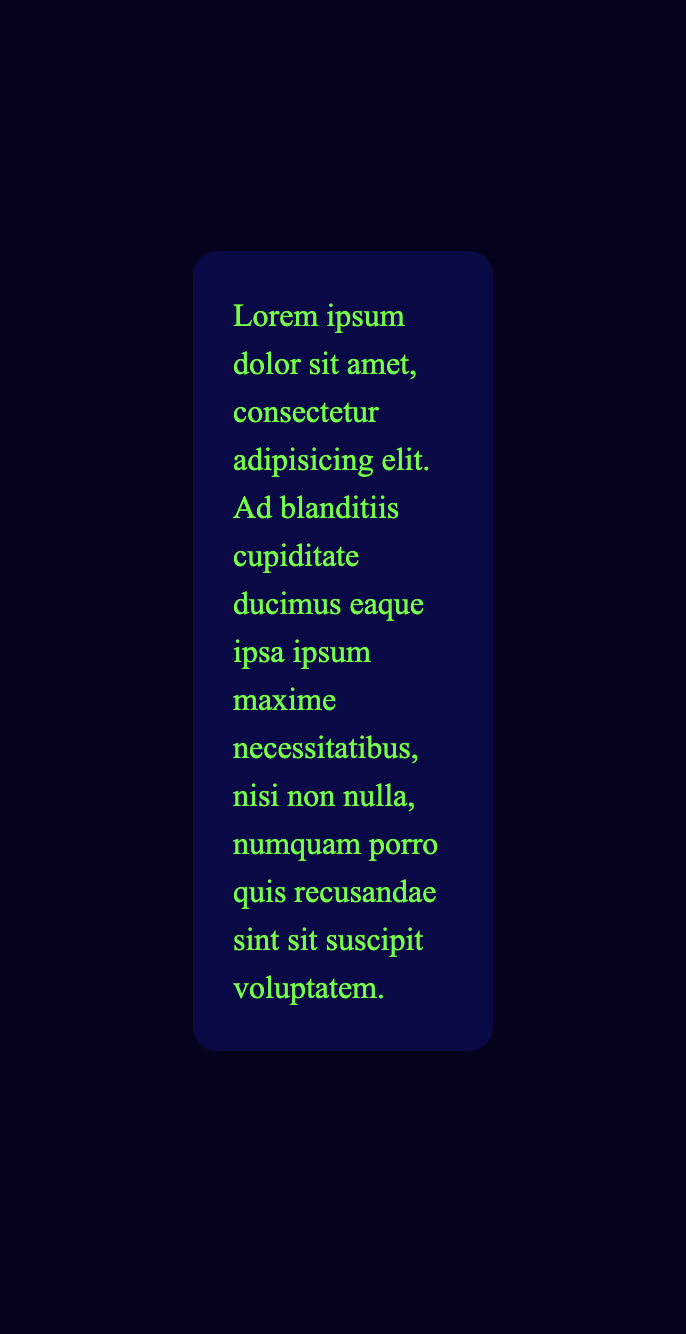 Lorem ipsum
dolor sit amet,
consectetur
adipisicing elit.
Ad blanditiis
cupiditate
ducimus eaque
ipsa ipsum
maxime
necessitatibus,
nisi non nulla,
numquam porro
quis recusandae
sint sit suscipit
voluptatem.